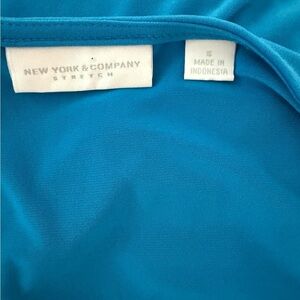 NEW YORK & COMPANY
STRETCH
S
MADE IN
INDONESIA